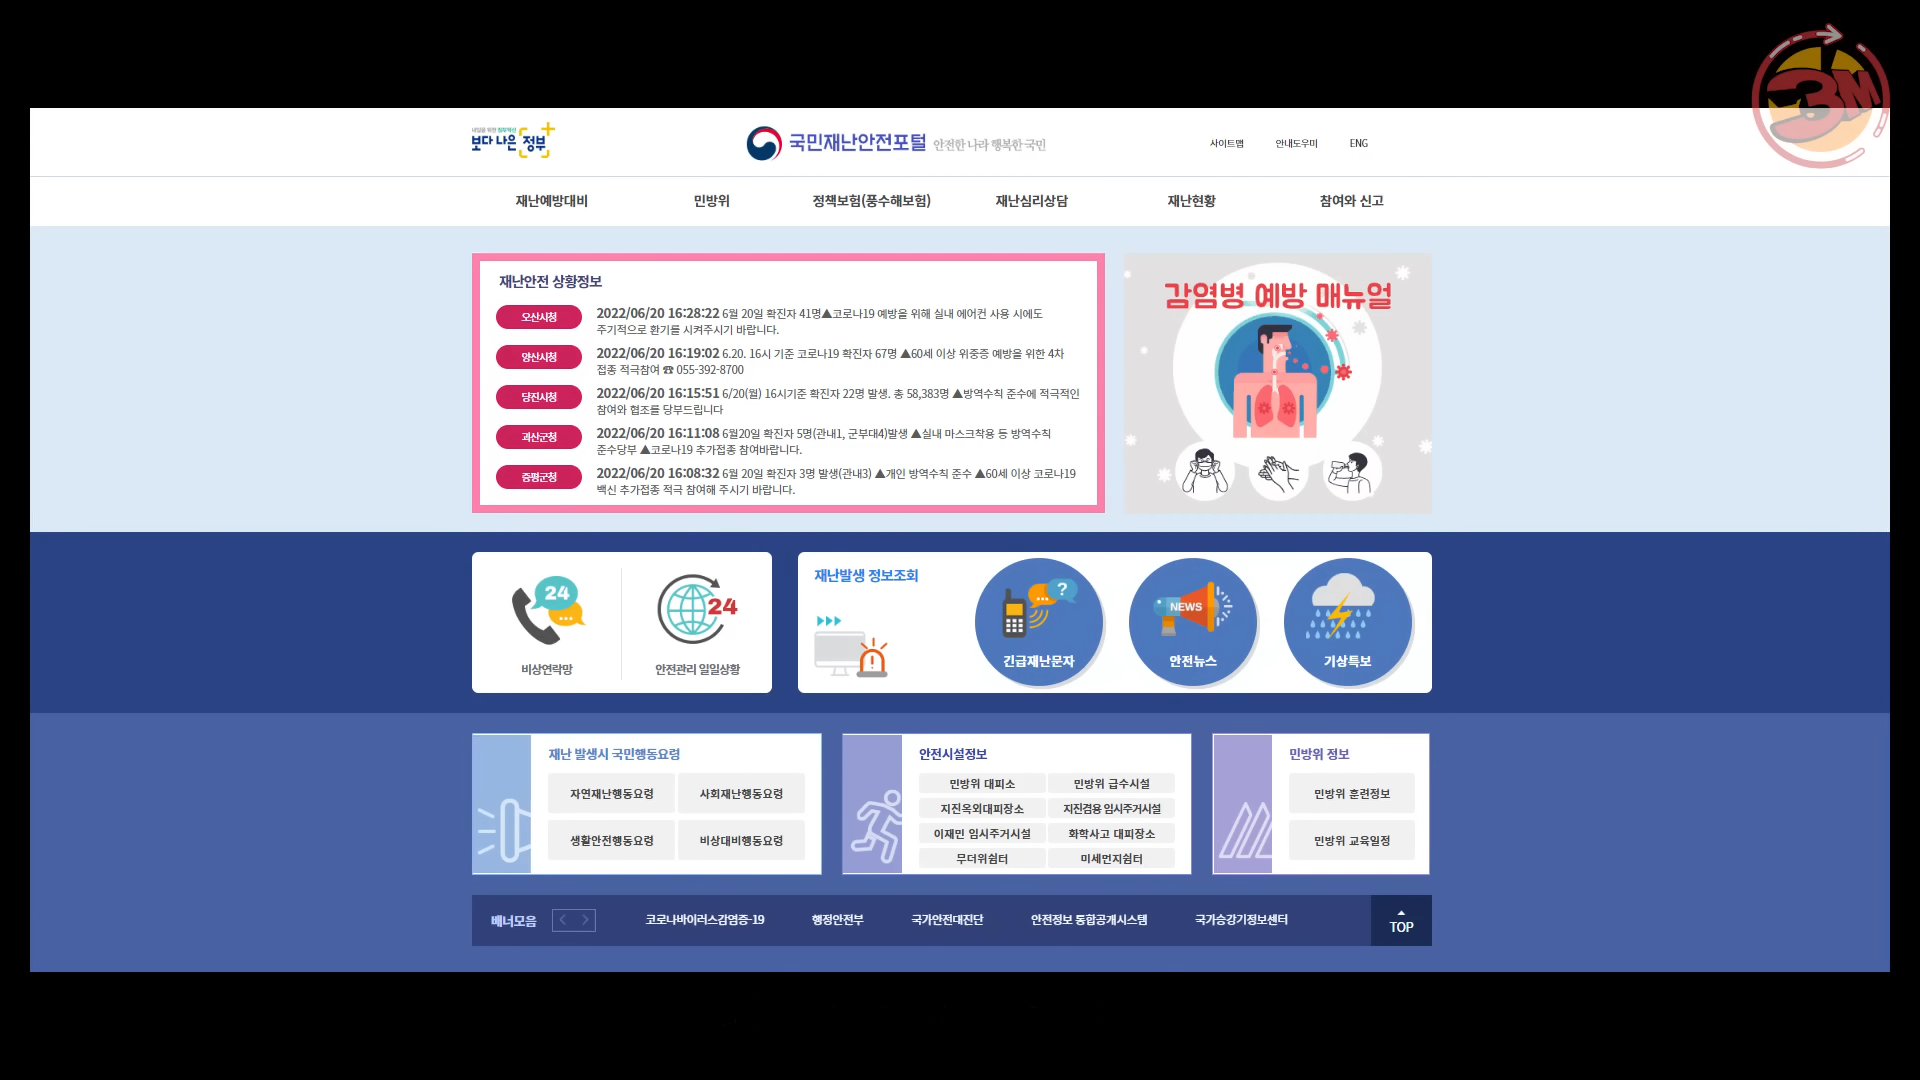 3M
내일을 위한 정부혁신
보다 나은 정부
국민재난안전포털 안전한 나라 행복한 국민
사이트맵 안내도우미 ENG
재난예방대비 민방위 정책보험(풍수해보험) 재난심리상담 재난현황 참여와 신고
재난안전 상황정보
오산시청 2022/06/20 16:28:22 6월 20일 확진자 41명▲코로나19 예방을 위해 실내 에어컨 사용 시에도
주기적으로 환기를 시켜주시기 바랍니다.
양산시청 2022/06/20 16:19:02 6.20. 16시 기준 코로나19 확진자 67명 ▲60세 이상 위중증 예방을 위한 4차
접종 적극참여 ☎ 055-392-8700
당진시청 2022/06/20 16:15:51 6/20(월) 16시기준 확진자 22명 발생. 총 58,383명 ▲방역수칙 준수에 적극적인
참여와 협조를 당부드립니다
괴산군청 2022/06/20 16:11:08 6월20일 확진자 5명(관내1, 군부대4)발생 ▲실내 마스크착용 등 방역수칙
준수당부 ▲코로나19 추가접종 참여바랍니다.
증평군청 2022/06/20 16:08:32 6월 20일 확진자 3명 발생(관내3) ▲개인 방역수칙 준수 ▲60세 이상 코로나19
백신 추가접종 적극 참여해 주시기 바랍니다.
감염병 예방 매뉴얼
24
비상연락망
24
안전관리 일일상황
재난발생 정보조회
?
긴급재난문자
NEWS
안전뉴스
기상특보
재난 발생시 국민행동요령
자연재난행동요령 사회재난행동요령
생활안전행동요령 비상대비행동요령
안전시설정보
민방위 대피소 민방위 급수시설
지진옥외대피장소 지진겸용 임시주거시설
이재민 임시주거시설 화학사고 대피장소
무더위쉼터 미세먼지쉼터
민방위 정보
민방위 훈련정보
민방위 교육일정
배너모음 코로나바이러스감염증-19 행정안전부 국가안전대진단 안전정보 통합공개시스템 국가승강기정보센터
TOP